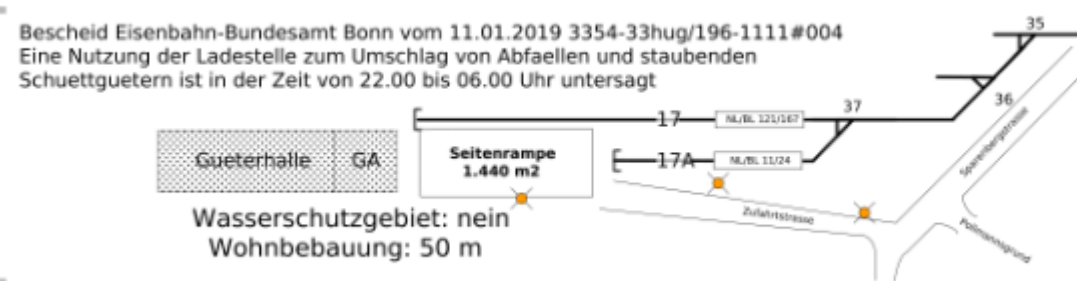 Bescheid Eisenbahn-Bundesamt Bonn vom 11.01.2019 3354-33hug/196-1111#004
Eine Nutzung der Ladestelle zum Umschlag von Abfaellen und staubenden
Schuettguetern ist in der Zeit von 22.00 bis 06.00 Uhr untersagt
35
36
37
17
NL/BL 121/167
Gueterhalle
GA
Seitenrampe
1.440 m2
17A
NL/BL 11/24
Sparenbergstrasse
Zufahrtstrasse
Pollmannsgrund
Wasserschutzgebiet: nein
Wohnbebauung: 50 m